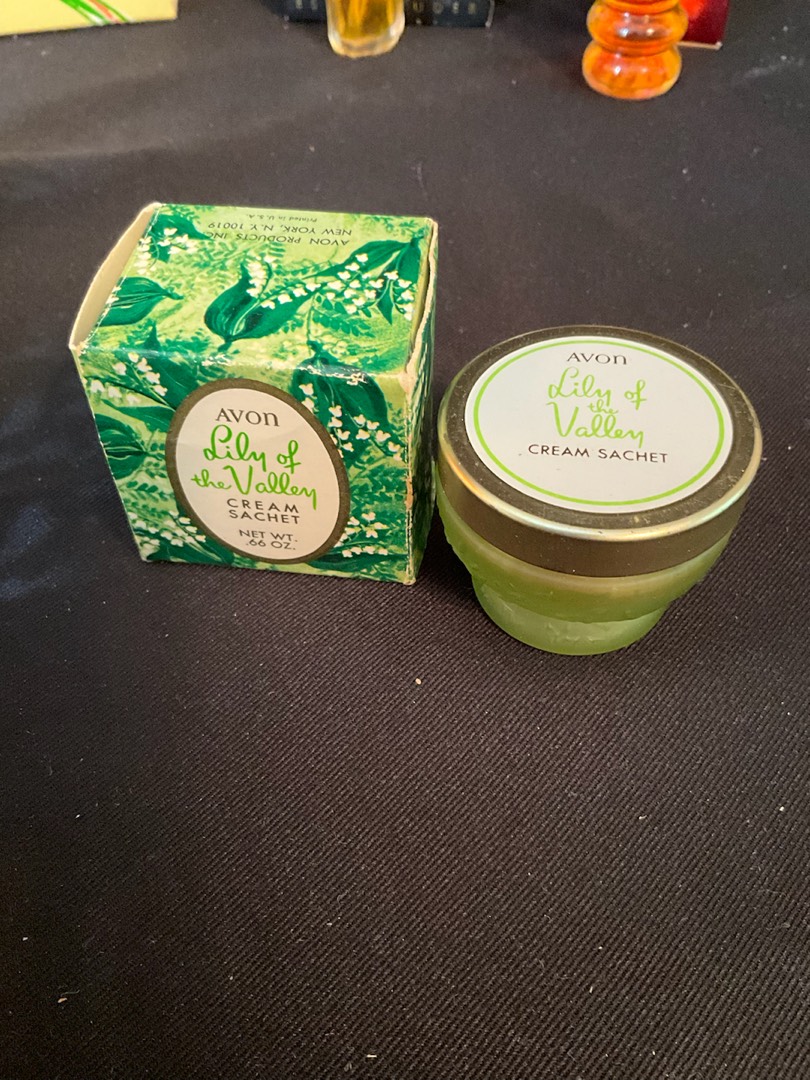 AVON PRODUCTS INC.
NEW YORK, N.Y. 10019
Printed in U.S.A.
AVON
Lily of
the Valley
CREAM
SACHET
NET WT.
.66 OZ.
AVON
Lily of
the
Valley
CREAM SACHET